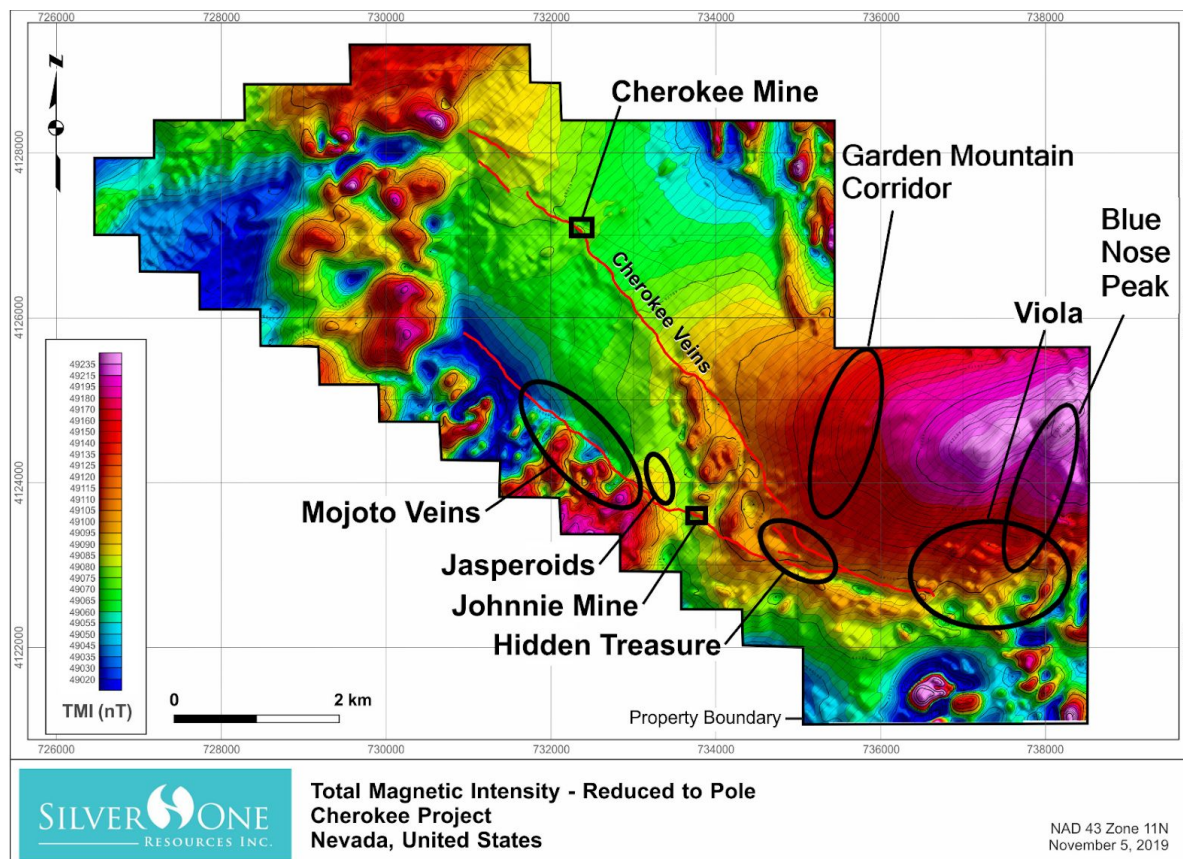 726000 728000 730000 732000 734000 736000 738000
N
Cherokee Mine
4128000
Garden Mountain
Corridor
Blue
Nose
Peak
Viola
Cherokee Veins
4126000
4126000
49235
49215
49195
49180
49170
49160
49150
49140
49135
49125
49115
49110
49105
49100
49095
49090
49085
49080
49075
49065
49060
49055
49050
49045
49035
49030
49020
TMI (nT)
4124000
4124000
Mojoto Veins
Jasperoids
Johnnie Mine
Hidden Treasure
4122000
4122000
0 2 km
Property Boundary
726000 728000 730000 732000 734000 736000 738000
4128000
SILVER ONE
RESOURCES INC.
Total Magnetic Intensity - Reduced to Pole
Cherokee Project
Nevada, United States
NAD 43 Zone 11N
November 5, 2019